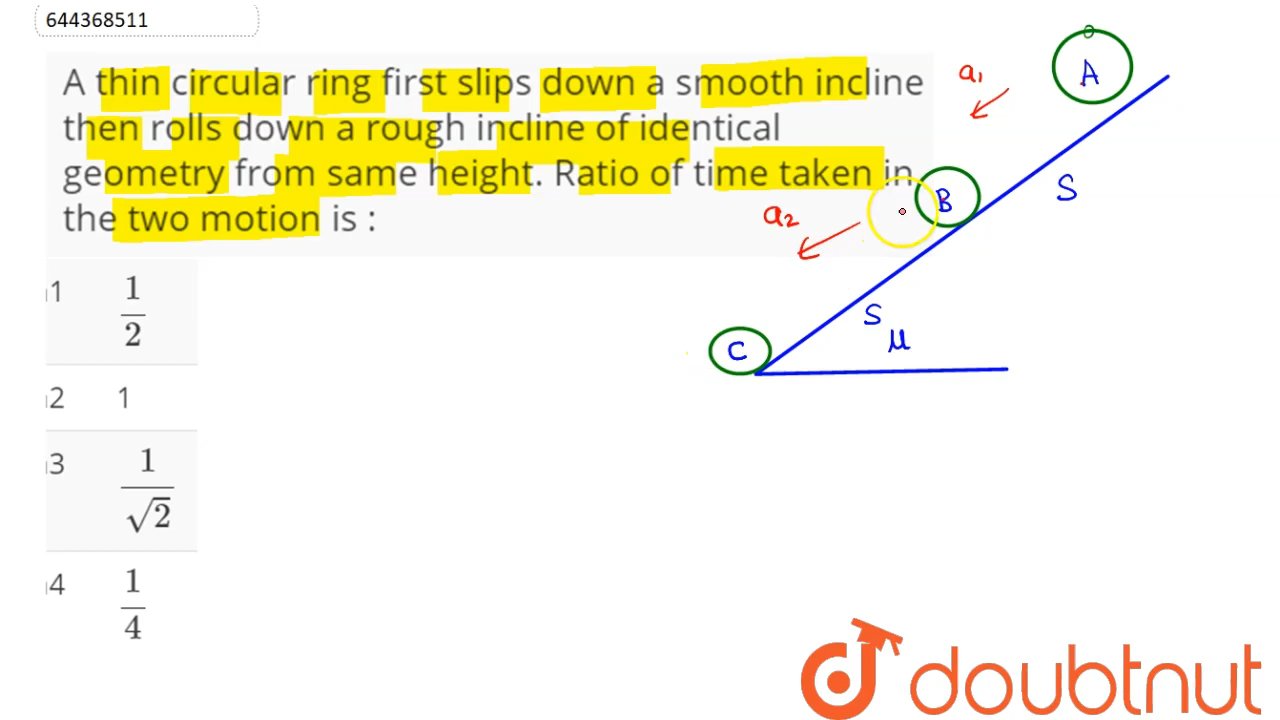 644368511
A thin circular ring first slips down a smooth incline
then rolls down a rough incline of identical
geometry from same height. Ratio of time taken in
the two motion is :
1 1/2
2 1
3 1/√2
4 1/4
A
a1
B
S
a2
S
μ
C
doubtnut